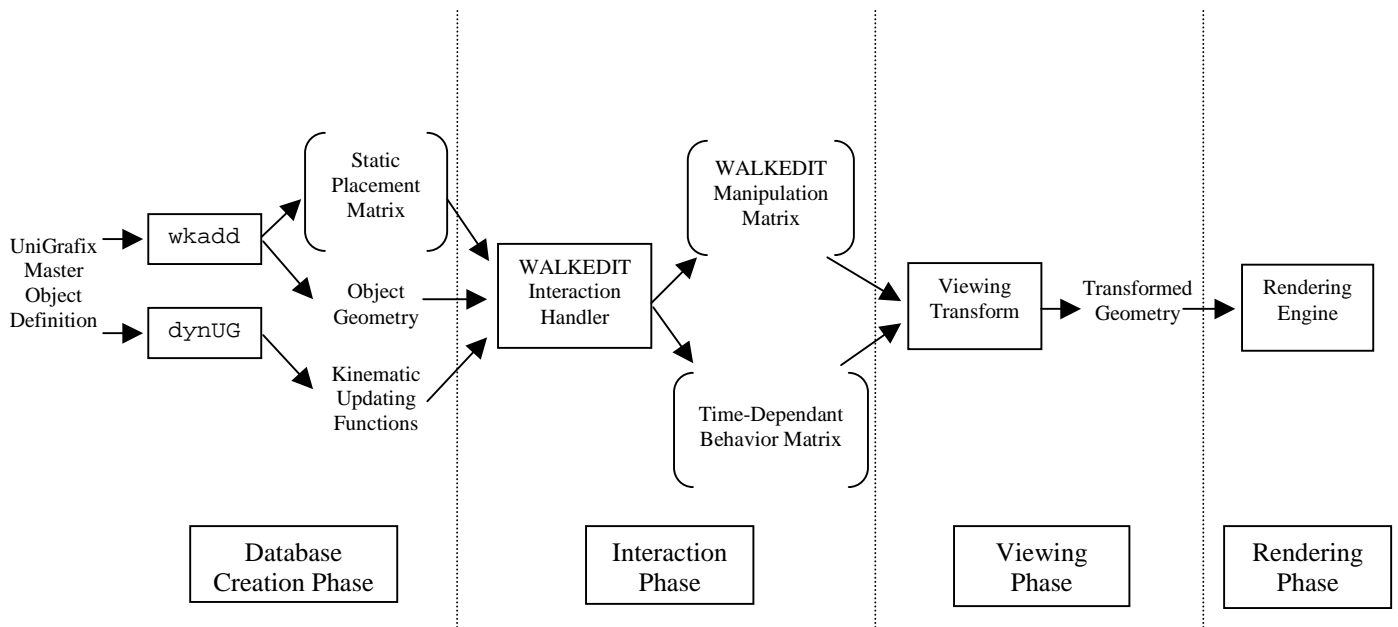 UniGrafix
Master
Object
Definition
wkadd
dynUG
Static
Placement
Matrix
Object
Geometry
Kinematic
Updating
Functions
WALKEDIT
Interaction
Handler
WALKEDIT
Manipulation
Matrix
Time-Dependant
Behavior Matrix
Viewing
Transform
Transformed
Geometry
Rendering
Engine
Database
Creation Phase
Interaction
Phase
Viewing
Phase
Rendering
Phase